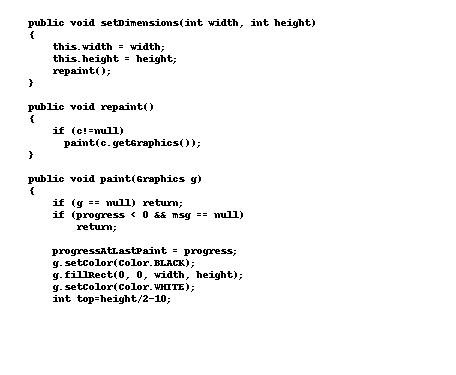 public void setDimensions(int width, int height)
{
    this.width = width;
    this.height = height;
    repaint();
}

public void repaint()
{
    if (c!=null)
      paint(c.getGraphics());
}

public void paint(Graphics g)
{
    if (g == null) return;
    if (progress < 0 && msg == null)
        return;

    progressAtLastPaint = progress;
    g.setColor(Color.BLACK);
    g.fillRect(0, 0, width, height);
    g.setColor(Color.WHITE);
    int top=height/2-10;